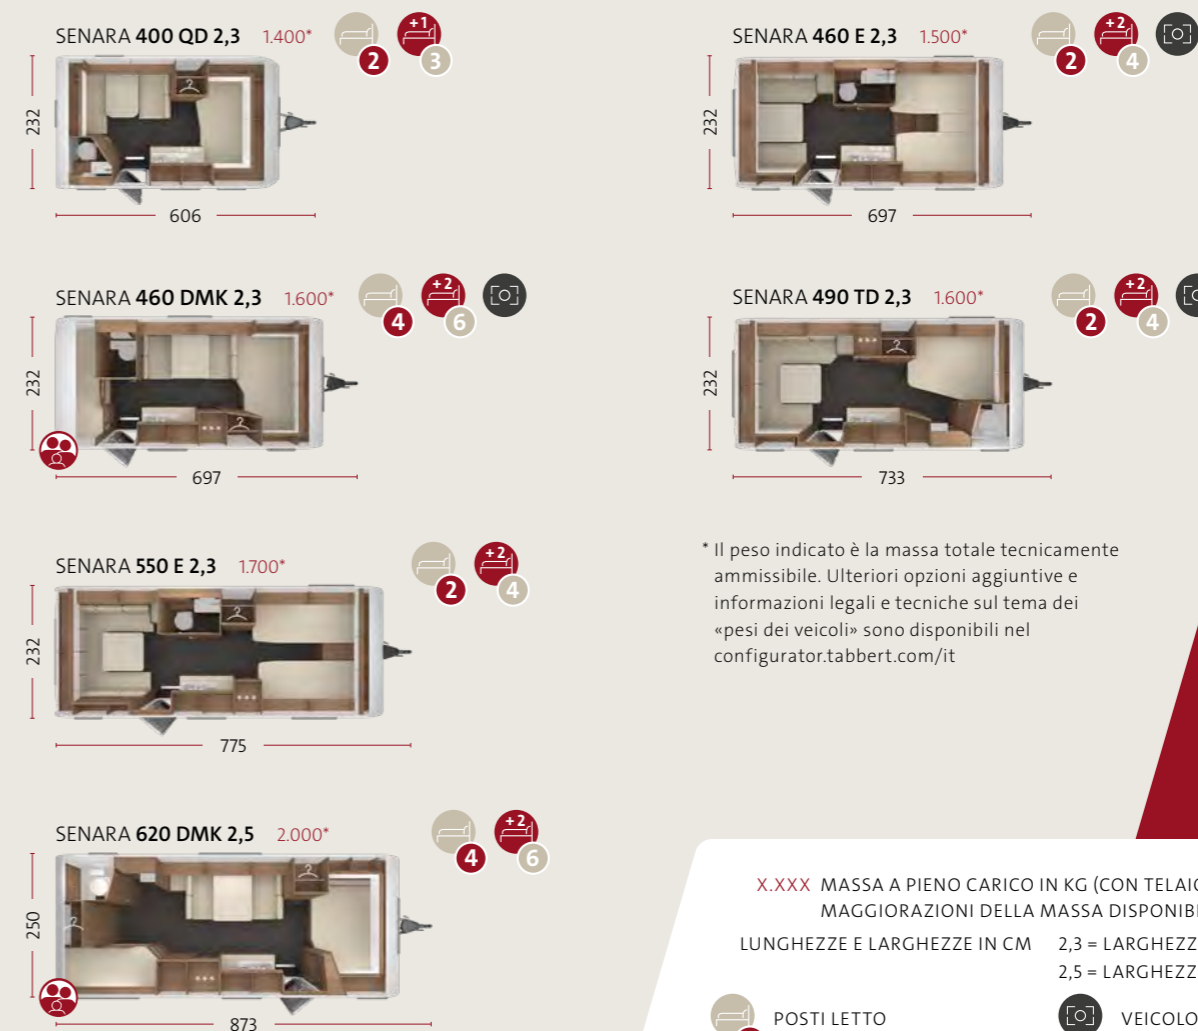 SENARA 400 QD 2,3 1.400*
2
+1
3
232
606
SENARA 460 E 2,3 1.500*
2
+2
4
232
697
SENARA 460 DMK 2,3 1.600*
4
+2
6
232
697
SENARA 490 TD 2,3 1.600*
2
+2
4
232
733
SENARA 550 E 2,3 1.700*
2
+2
4
232
775
* Il peso indicato è la massa totale tecnicamente
ammissibile. Ulteriori opzioni aggiuntive e
informazioni legali e tecniche sul tema dei
«pesi dei veicoli» sono disponibili nel
configurator.tabbert.com/it
SENARA 620 DMK 2,5 2.000*
4
+2
6
250
873
X.XXX MASSA A PIENO CARICO IN KG (CON TELAIO
MAGGIORAZIONI DELLA MASSA DISPONIBI
LUNGHEZZE E LARGHEZZE IN CM 2,3 = LARGHEZZ
2,5 = LARGHEZZ
POSTI LETTO VEICOLO